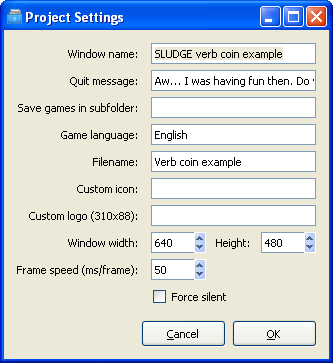 Project Settings
Window name: SLUDGE verb coin example
Quit message: Aw... I was having fun then. Do
Save games in subfolder:
Game language: English
Filename: Verb coin example
Custom icon:
Custom logo (310x88):
Window width: 640 Height: 480
Frame speed (ms/frame): 50
Force silent
Cancel OK